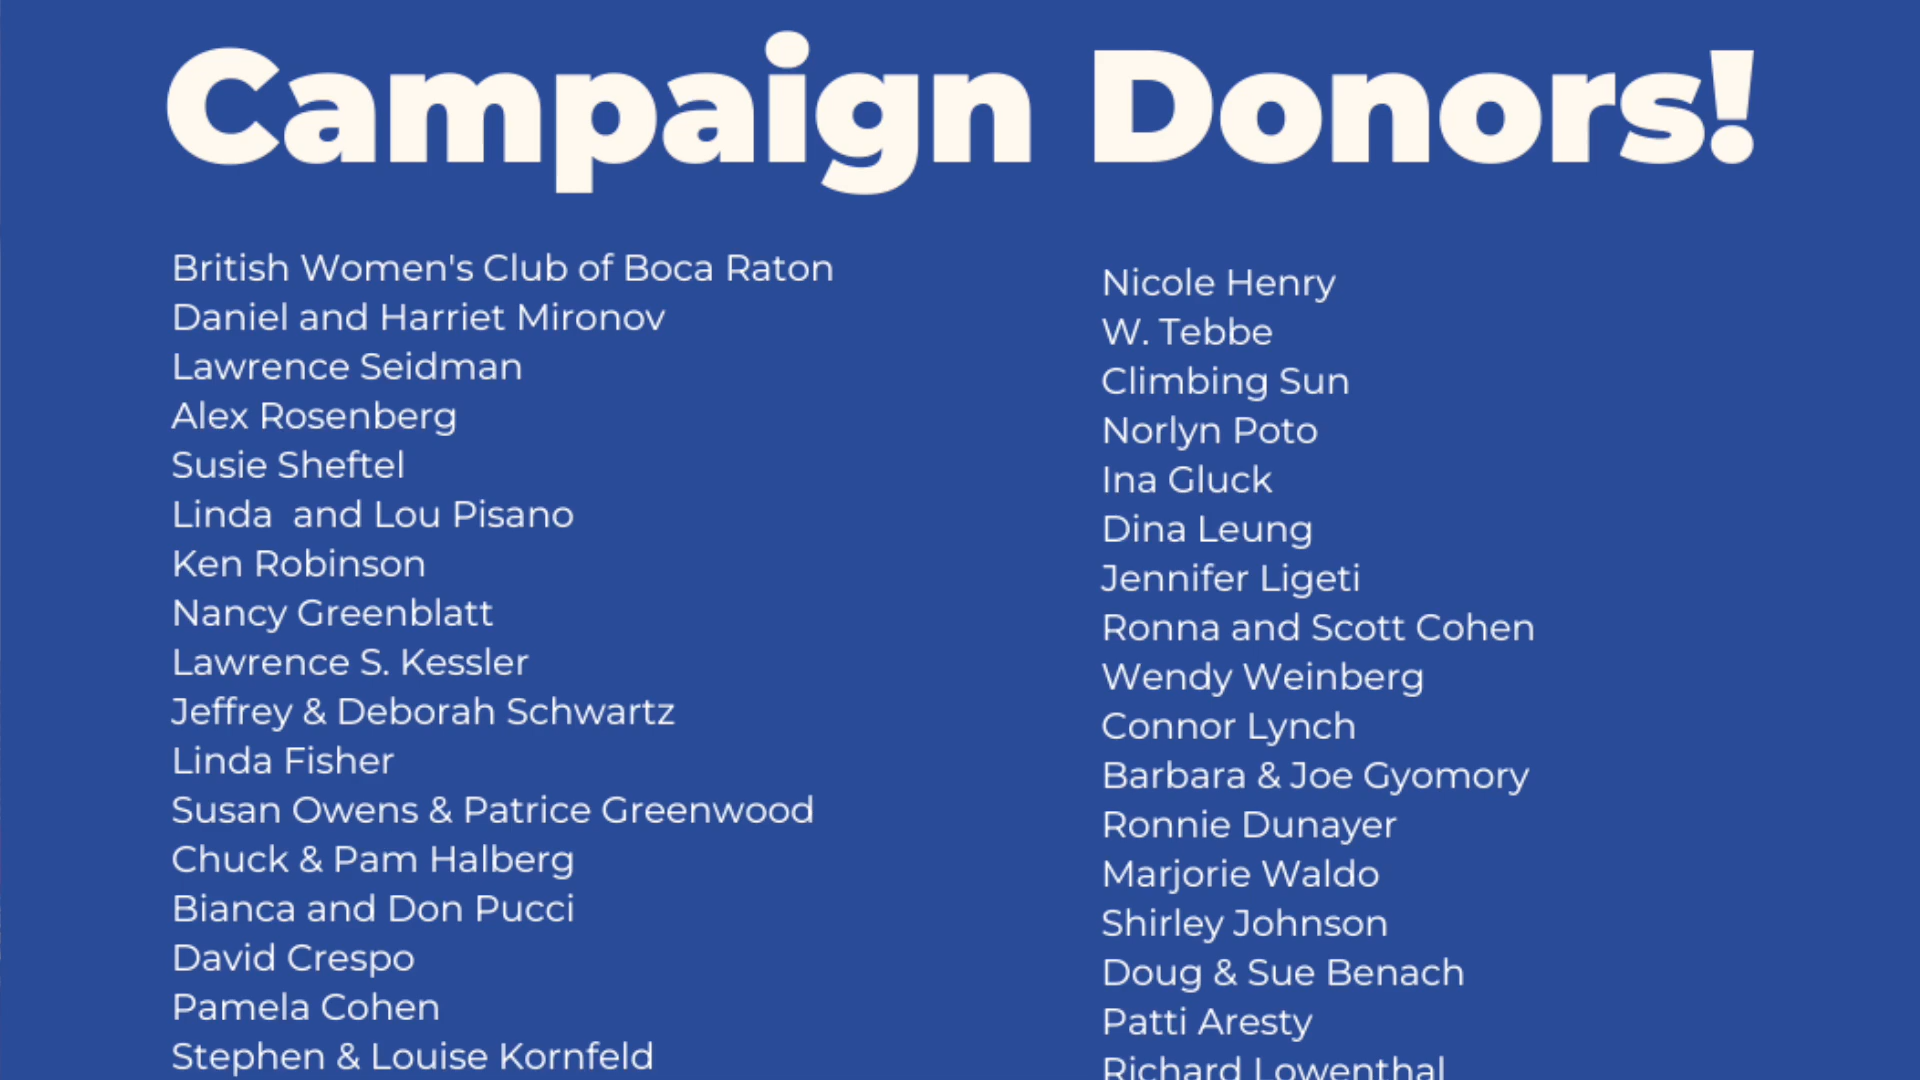 Campaign Donors!
British Women's Club of Boca Raton
Daniel and Harriet Mironov
Lawrence Seidman
Alex Rosenberg
Susie Sheftel
Linda  and Lou Pisano
Ken Robinson
Nancy Greenblatt
Lawrence S. Kessler
Jeffrey & Deborah Schwartz
Linda Fisher
Susan Owens & Patrice Greenwood
Chuck & Pam Halberg
Bianca and Don Pucci
David Crespo
Pamela Cohen
Stephen & Louise Kornfeld
Nicole Henry
W. Tebbe
Climbing Sun
Norlyn Poto
Ina Gluck
Dina Leung
Jennifer Ligeti
Ronna and Scott Cohen
Wendy Weinberg
Connor Lynch
Barbara & Joe Gyomory
Ronnie Dunayer
Marjorie Waldo
Shirley Johnson
Doug & Sue Benach
Patti Aresty
Richard Lowenthal